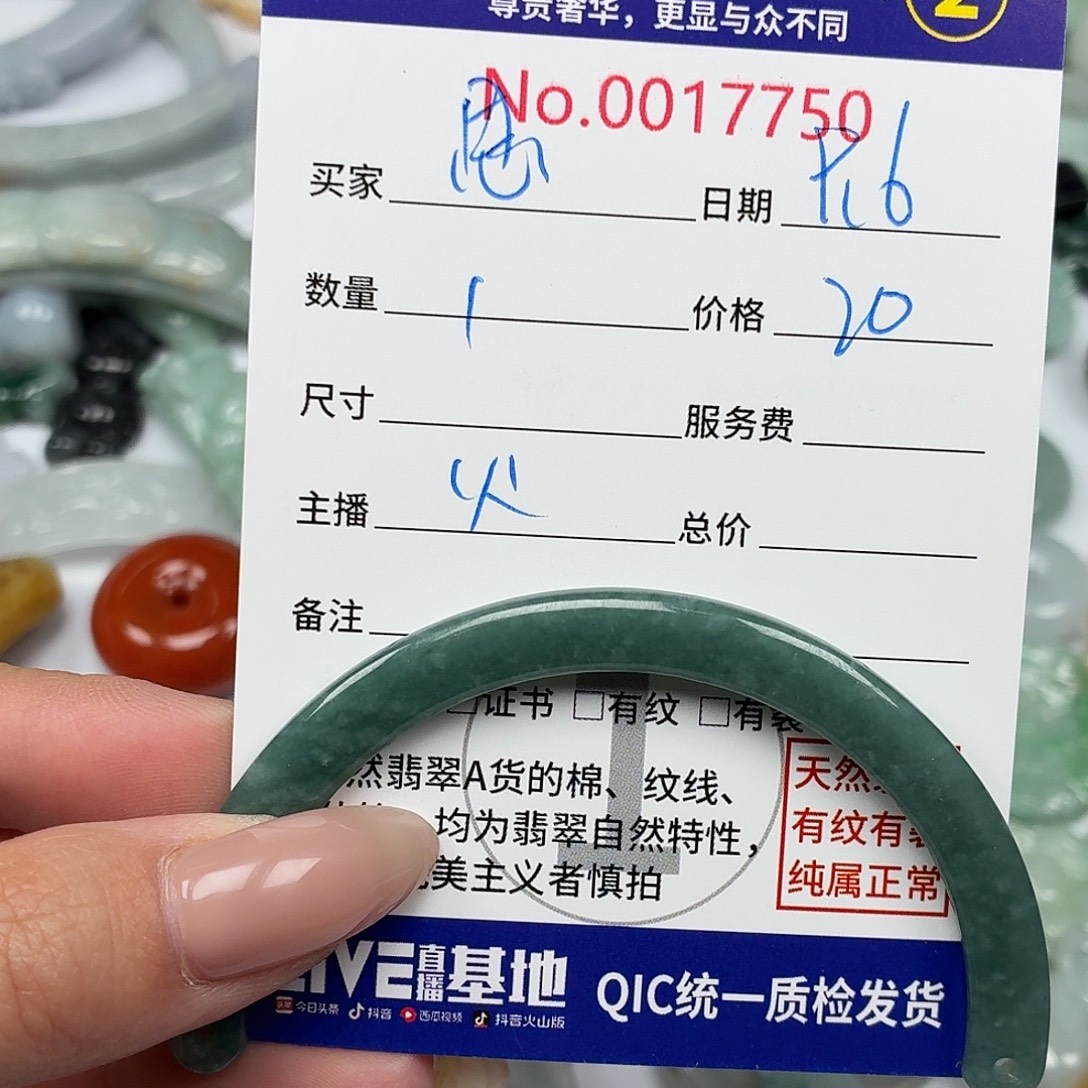 尊贵奢华，更显与众不同
2
No.0017750
买家 思 日期
数量 1 价格 20
尺寸 服务费
主播 火 总价
备注
证书 □有纹 □有裂
然翡翠A货的棉、纹线、
均为翡翠自然特性，
美主义者慎拍
天然
有纹有裂
纯属正常
LIVE直播基地 QIC统一质检发货
今日头条 抖音 西瓜视频 抖音火山版